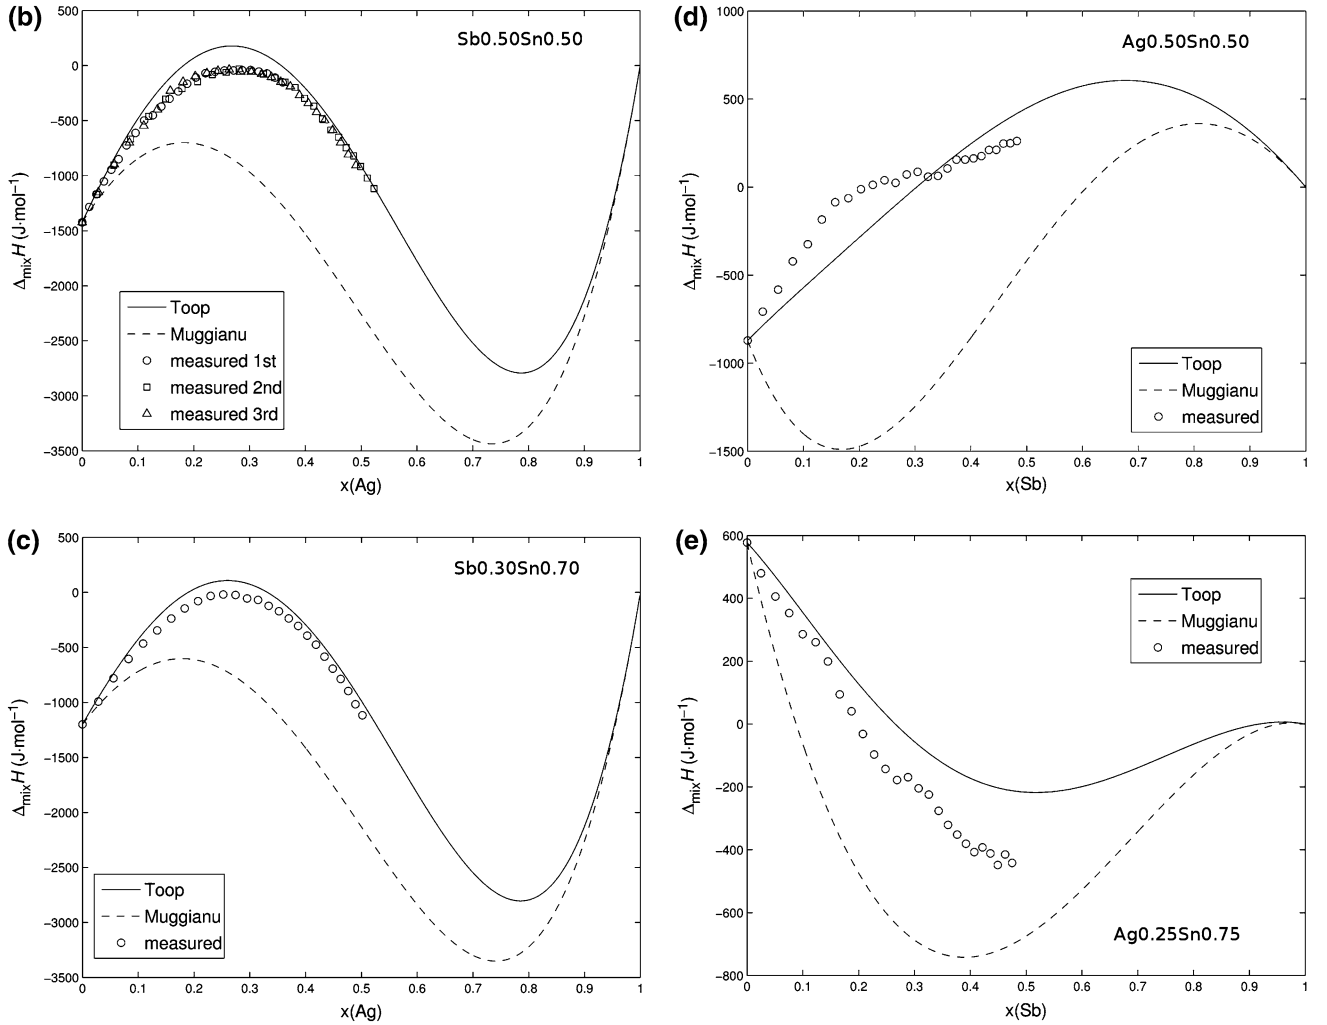 (b)
Sb0.50Sn0.50
500
0
−500
−1000
−1500
−2000
−2500
−3000
−3500
ΔmixH (J·mol−1)
Toop
Muggianu
measured 1st
measured 2nd
measured 3rd
0 0.1 0.2 0.3 0.4 0.5 0.6 0.7 0.8 0.9 1
x(Ag)
(d)
Ag0.50Sn0.50
1000
500
0
−500
−1000
−1500
ΔmixH (J·mol−1)
Toop
Muggianu
measured
0 0.1 0.2 0.3 0.4 0.5 0.6 0.7 0.8 0.9 1
x(Sb)
(c)
Sb0.30Sn0.70
500
0
−500
−1000
−1500
−2000
−2500
−3000
−3500
ΔmixH (J·mol−1)
Toop
Muggianu
measured
0 0.1 0.2 0.3 0.4 0.5 0.6 0.7 0.8 0.9 1
x(Ag)
(e)
600
400
200
0
−200
−400
−600
−800
ΔmixH (J·mol−1)
Toop
Muggianu
measured
Ag0.25Sn0.75
0 0.1 0.2 0.3 0.4 0.5 0.6 0.7 0.8 0.9 1
x(Sb)